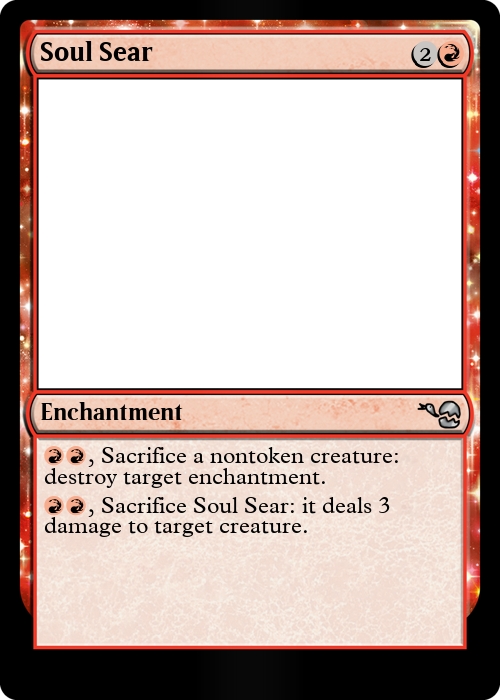 Soul Sear 2
Enchantment
, Sacrifice a nontoken creature:
destroy target enchantment.
, Sacrifice Soul Sear: it deals 3
damage to target creature.